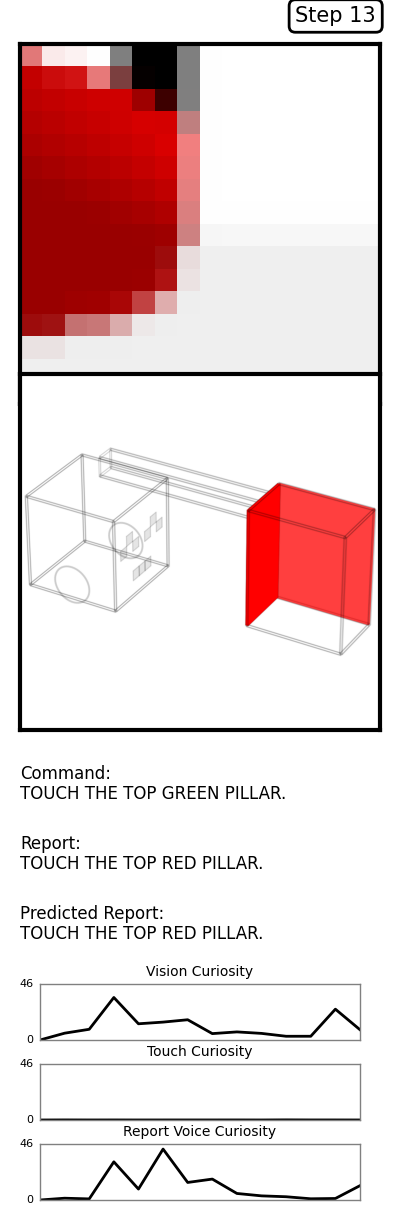 Step 13
Command:
TOUCH THE TOP GREEN PILLAR.
Report:
TOUCH THE TOP RED PILLAR.
Predicted Report:
TOUCH THE TOP RED PILLAR.
Vision Curiosity
46
0
Touch Curiosity
46
0
Report Voice Curiosity
46
0